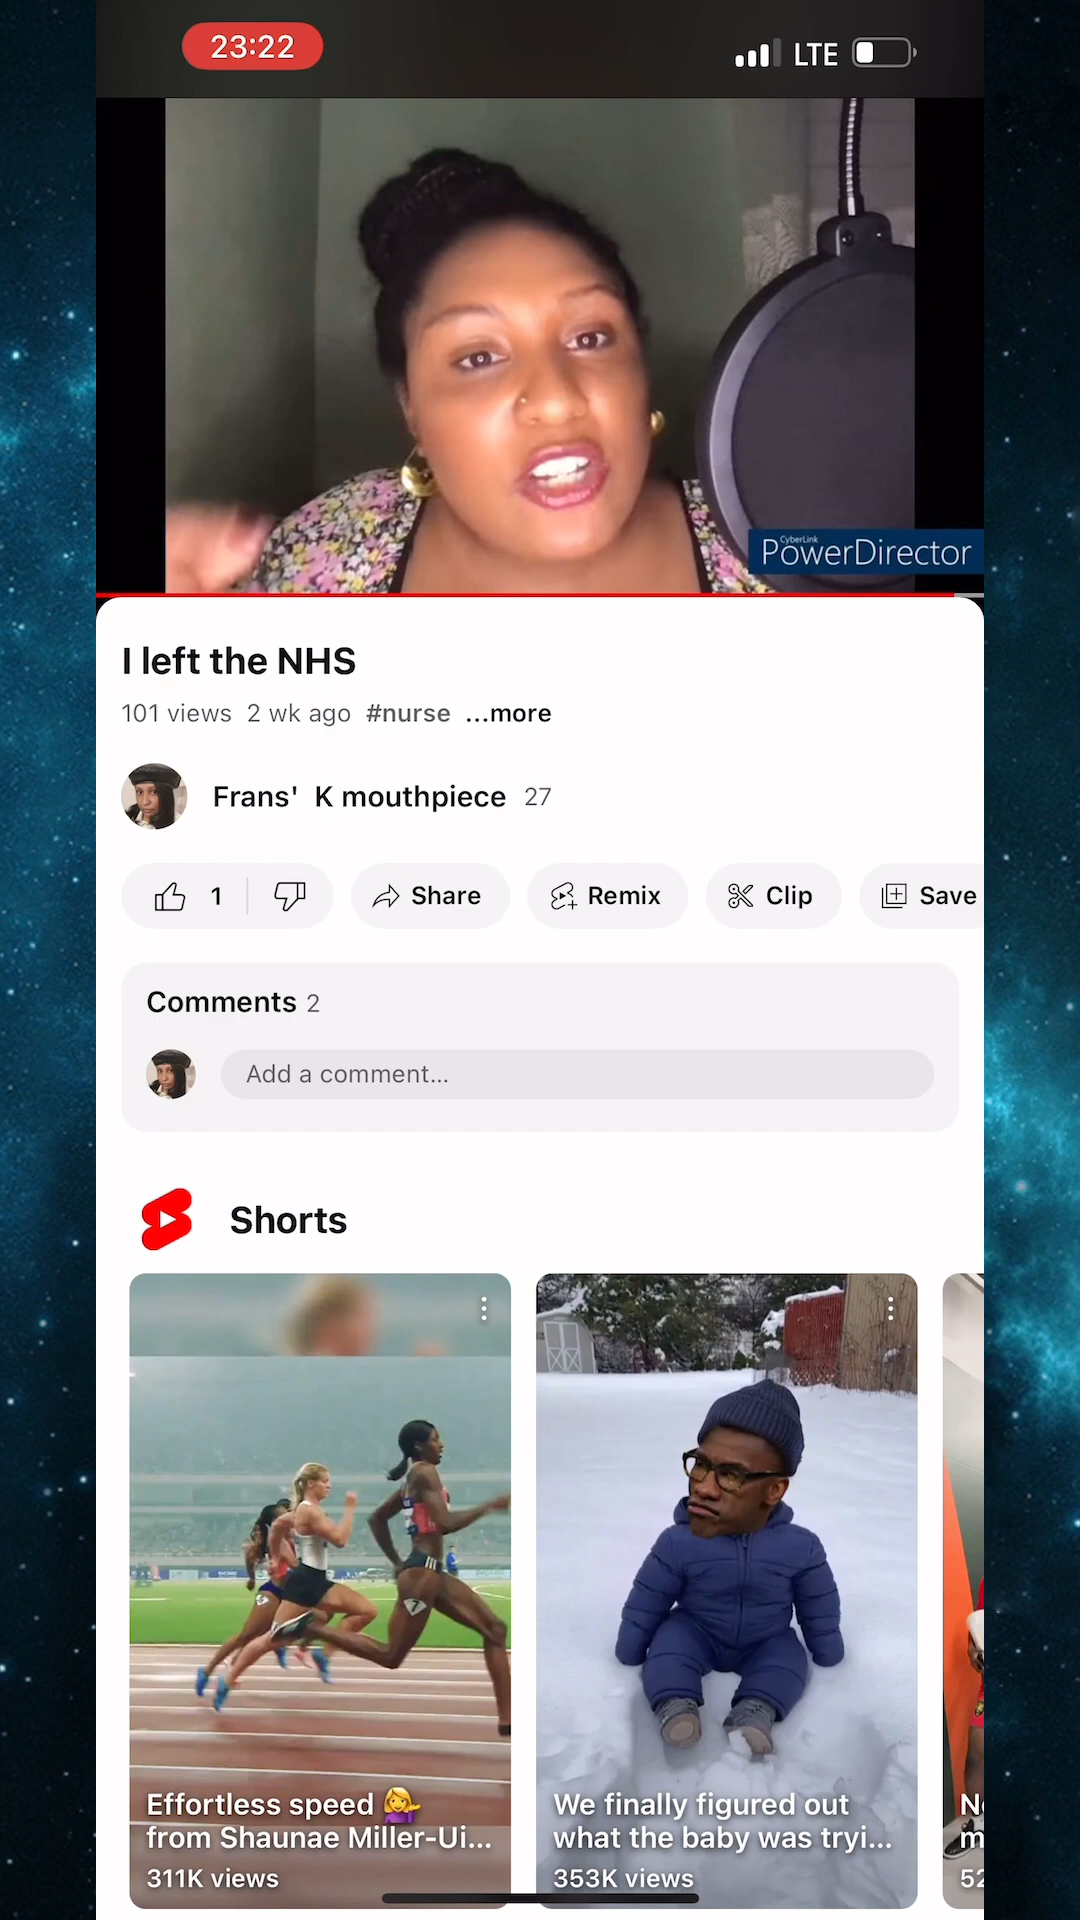 23:22
LTE
CyberLink
PowerDirector
I left the NHS
101 views 2 wk ago #nurse ...more
Frans' K mouthpiece 27
1
Share
Remix
Clip
Save
Comments 2
Add a comment...
Shorts
Effortless speed 💁‍♀️
from Shaunae Miller-Ui...
311K views
We finally figured out
what the baby was tryi...
353K views